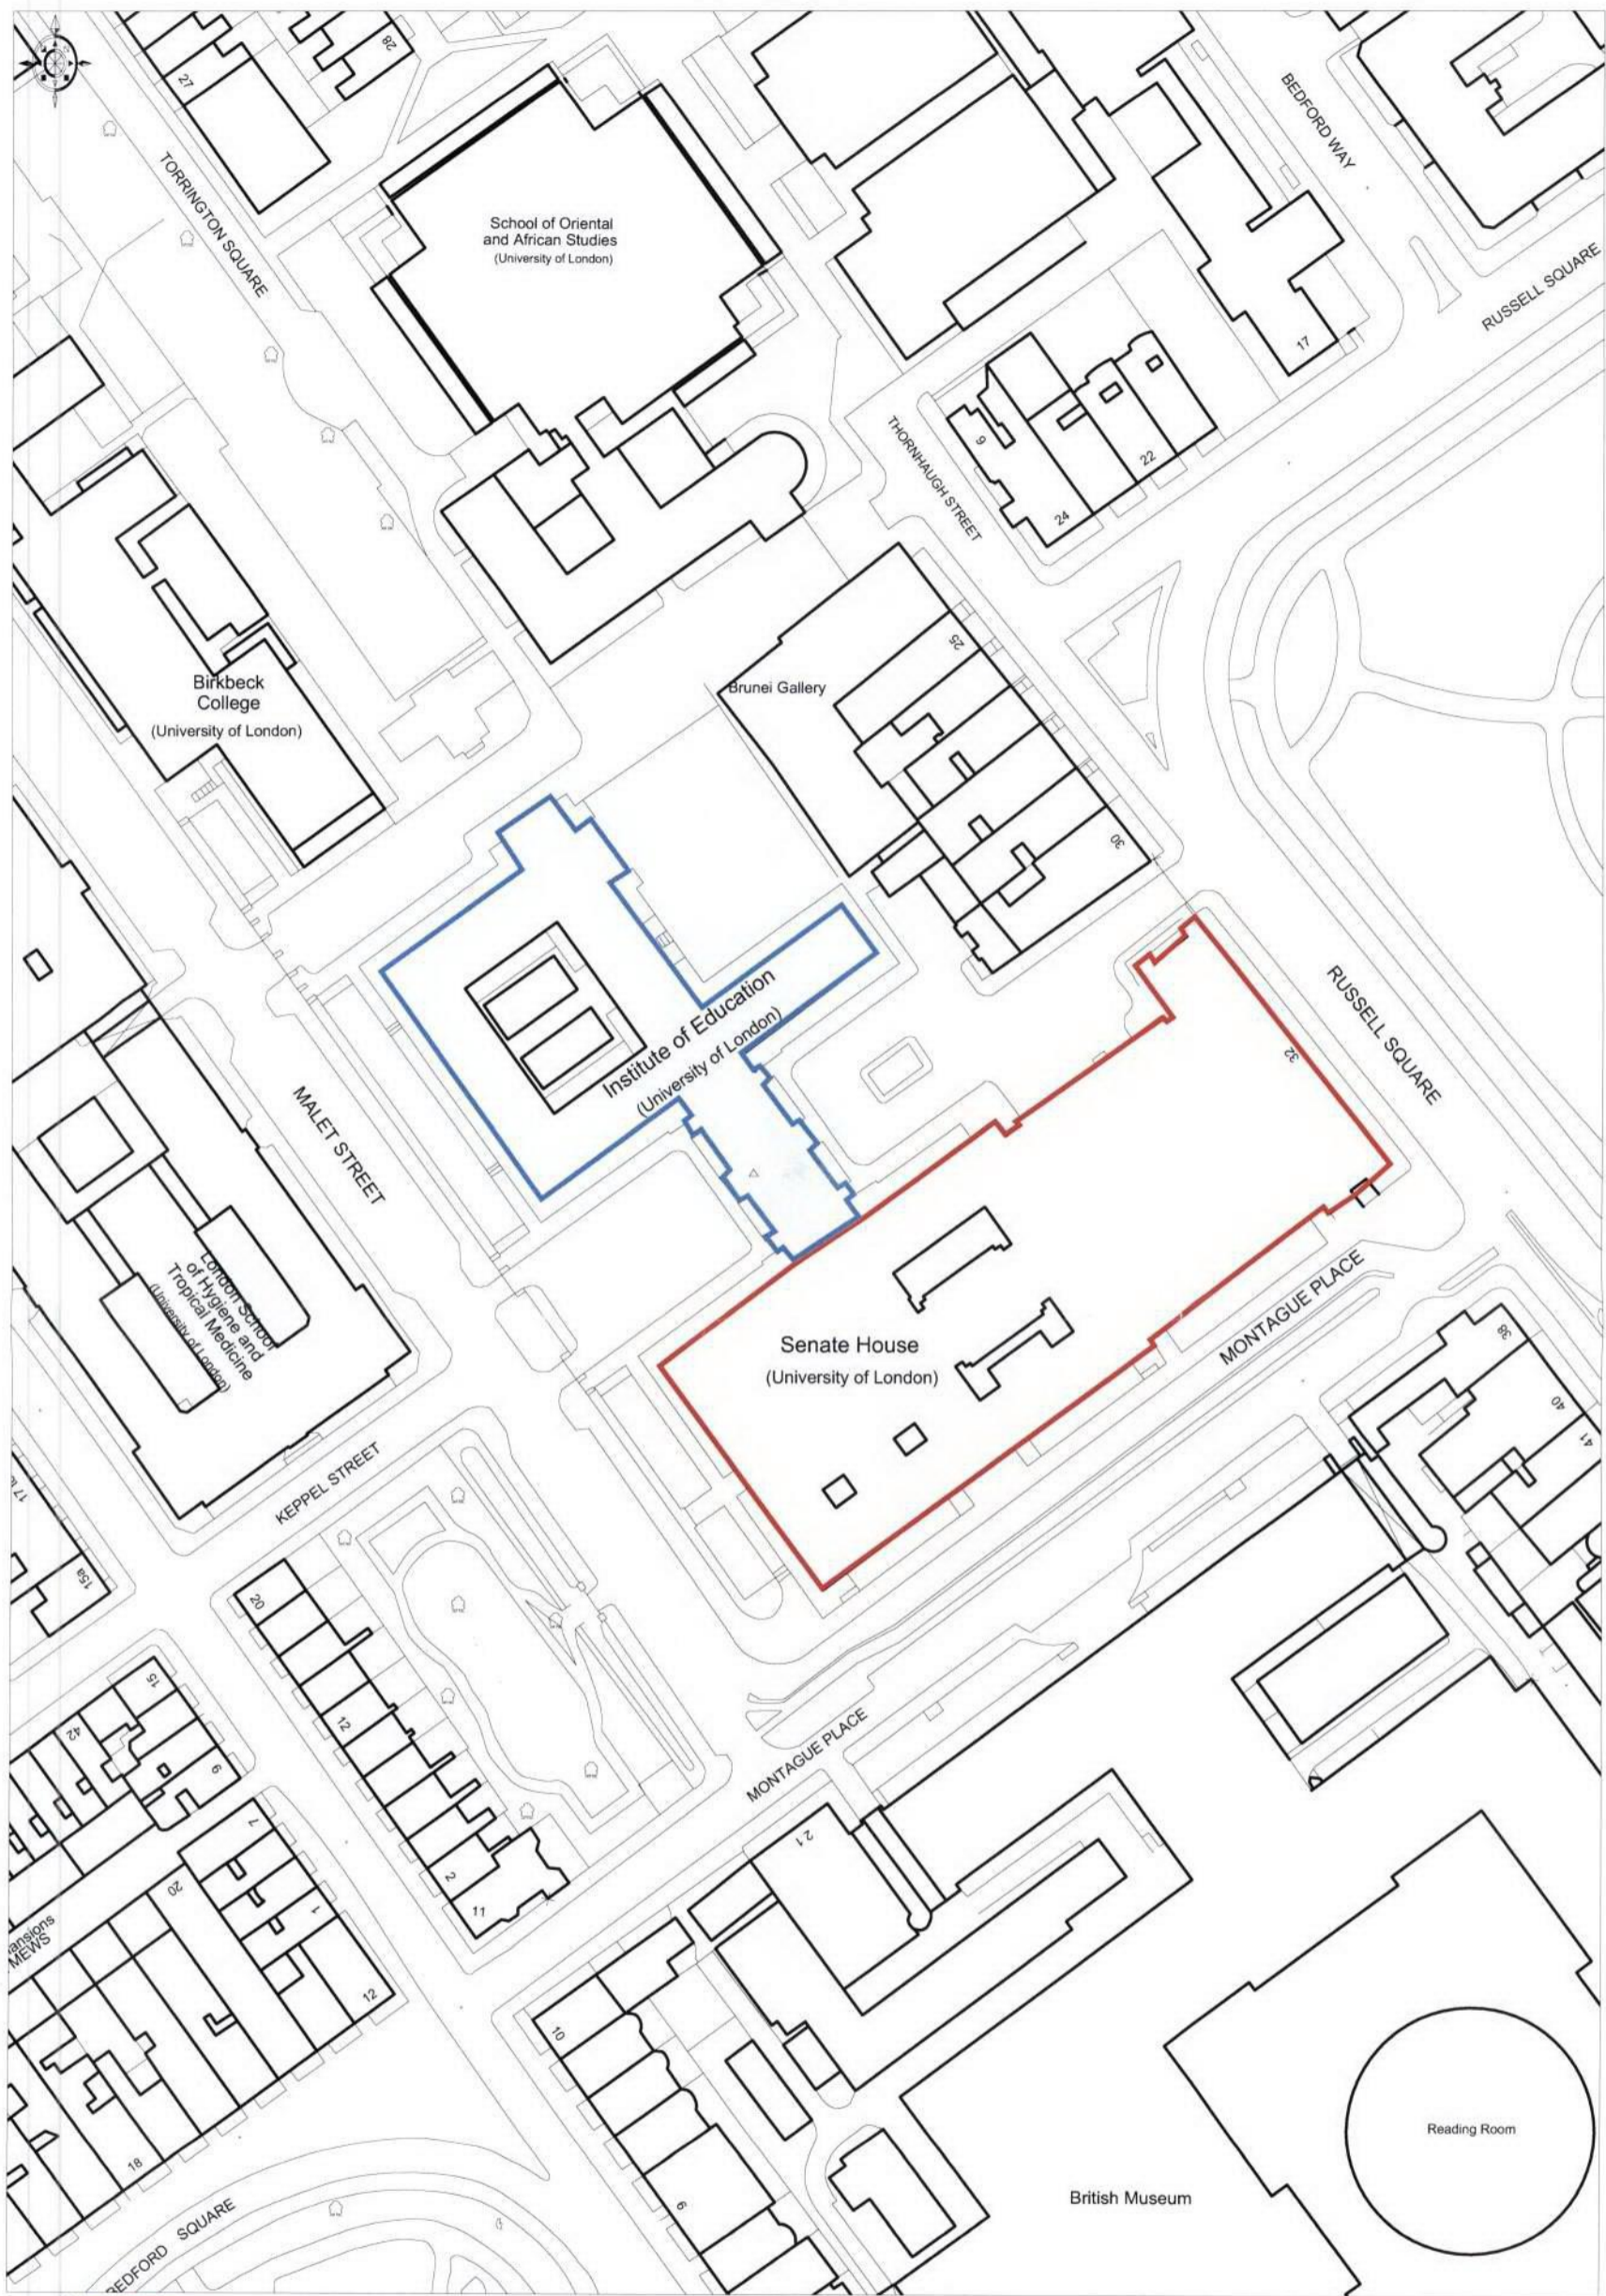 28
27
BEDFORD WAY
TORRINGTON SQUARE
School of Oriental
and African Studies
(University of London)
RUSSELL SQUARE
17
9
22
24
THORNHAUGH STREET
25
Birkbeck
College
(University of London)
Brunei Gallery
30
Institute of Education
(University of London)
32
RUSSELL SQUARE
MALET STREET
London School
of Hygiene and
Tropical Medicine
(University of London)
Senate House
(University of London)
MONTAGUE PLACE
38
40
41
KEPPEL STREET
15a
20
15
42
12
6
MONTAGUE PLACE
7
21
2
20
11
1
ansions
MEWS
12
10
18
6
Reading Room
British Museum
BEDFORD SQUARE